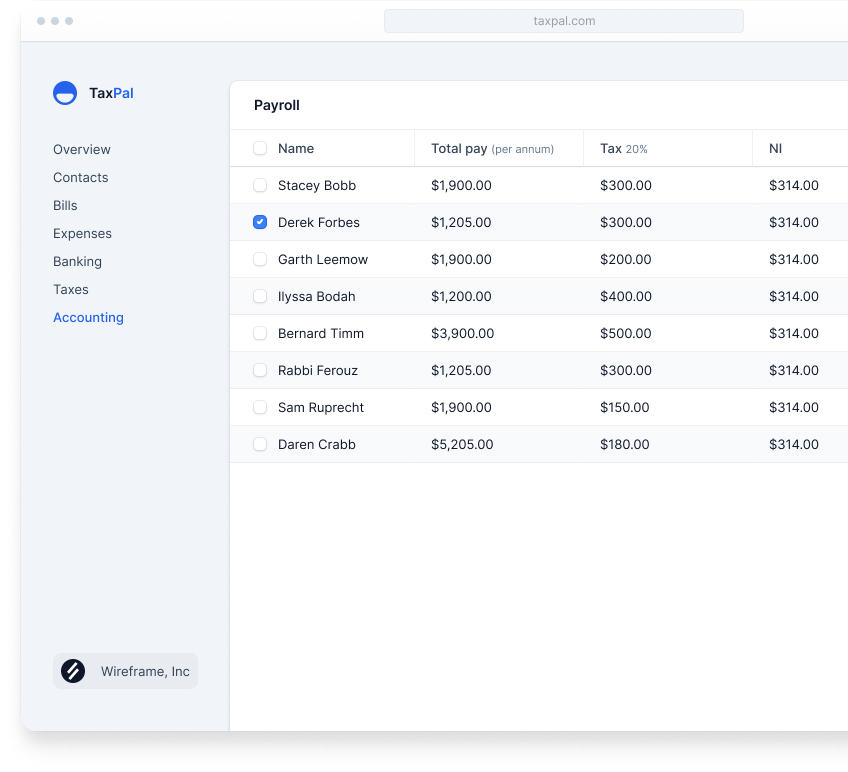 taxpal.com
TaxPal
Overview
Contacts
Bills
Expenses
Banking
Taxes
Accounting
Wireframe, Inc
Payroll
Name Total pay (per annum) Tax 20% NI
Stacey Bobb $1,900.00 $300.00 $314.00
Derek Forbes $1,205.00 $300.00 $314.00
Garth Leemow $1,900.00 $200.00 $314.00
Ilyssa Bodah $1,200.00 $400.00 $314.00
Bernard Timm $3,900.00 $500.00 $314.00
Rabbi Ferouz $1,205.00 $300.00 $314.00
Sam Ruprecht $1,900.00 $150.00 $314.00
Daren Crabb $5,205.00 $180.00 $314.00